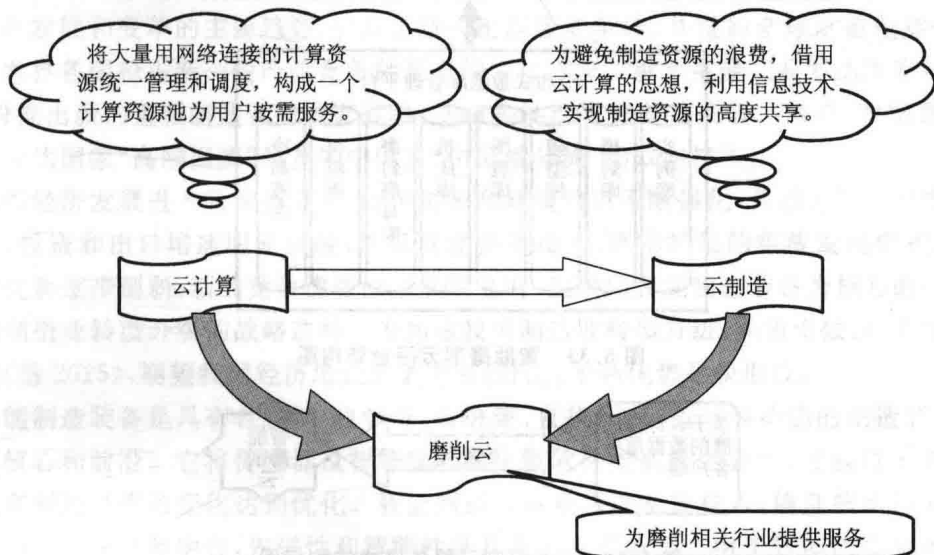 将大量用网络连接的计算资
源统一管理和调度，构成一个
计算资源池为用户按需服务。
为避免制造资源的浪费，借用
云计算的思想，利用信息技术
实现制造资源的高度共享。
云计算
云制造
磨削云
为磨削相关行业提供服务